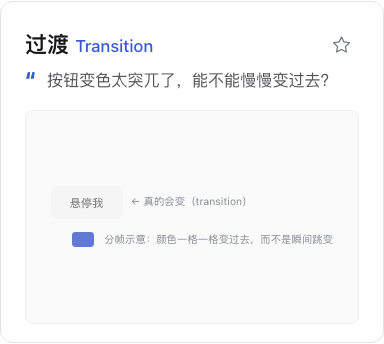 过渡 Transition
“ 按钮变色太突兀了，能不能慢慢变过去？
悬停我 ← 真的会变（transition）
分帧示意：颜色一格一格变过去，而不是瞬间跳变